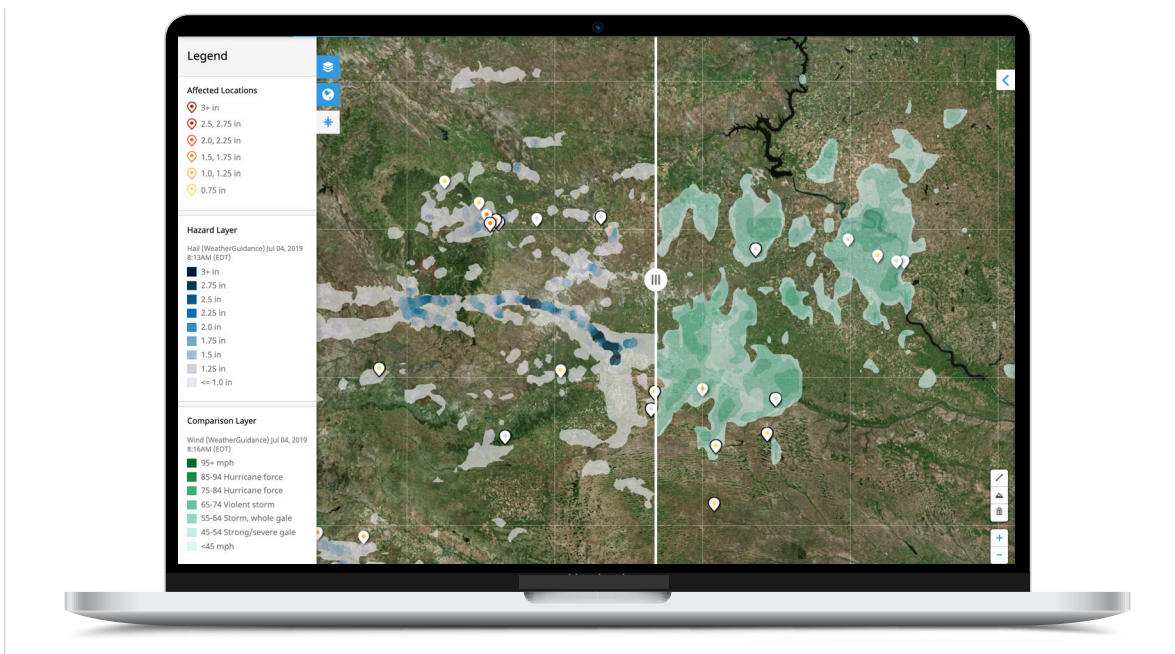 Legend
Affected Locations
3+ in
2.5, 2.75 in
2.0, 2.25 in
1.5, 1.75 in
1.0, 1.25 in
0.75 in
Hazard Layer
Hail (WeatherGuidance) Jul 04, 2019
8:13AM (EDT)
3+ in
2.75 in
2.5 in
2.25 in
2.0 in
1.75 in
1.5 in
1.25 in
<= 1.0 in
Comparison Layer
Wind (WeatherGuidance) Jul 04, 2019
8:16AM (EDT)
95+ mph
85-94 Hurricane force
75-84 Hurricane force
65-74 Violent storm
55-64 Storm, whole gale
45-54 Strong/severe gale
<45 mph